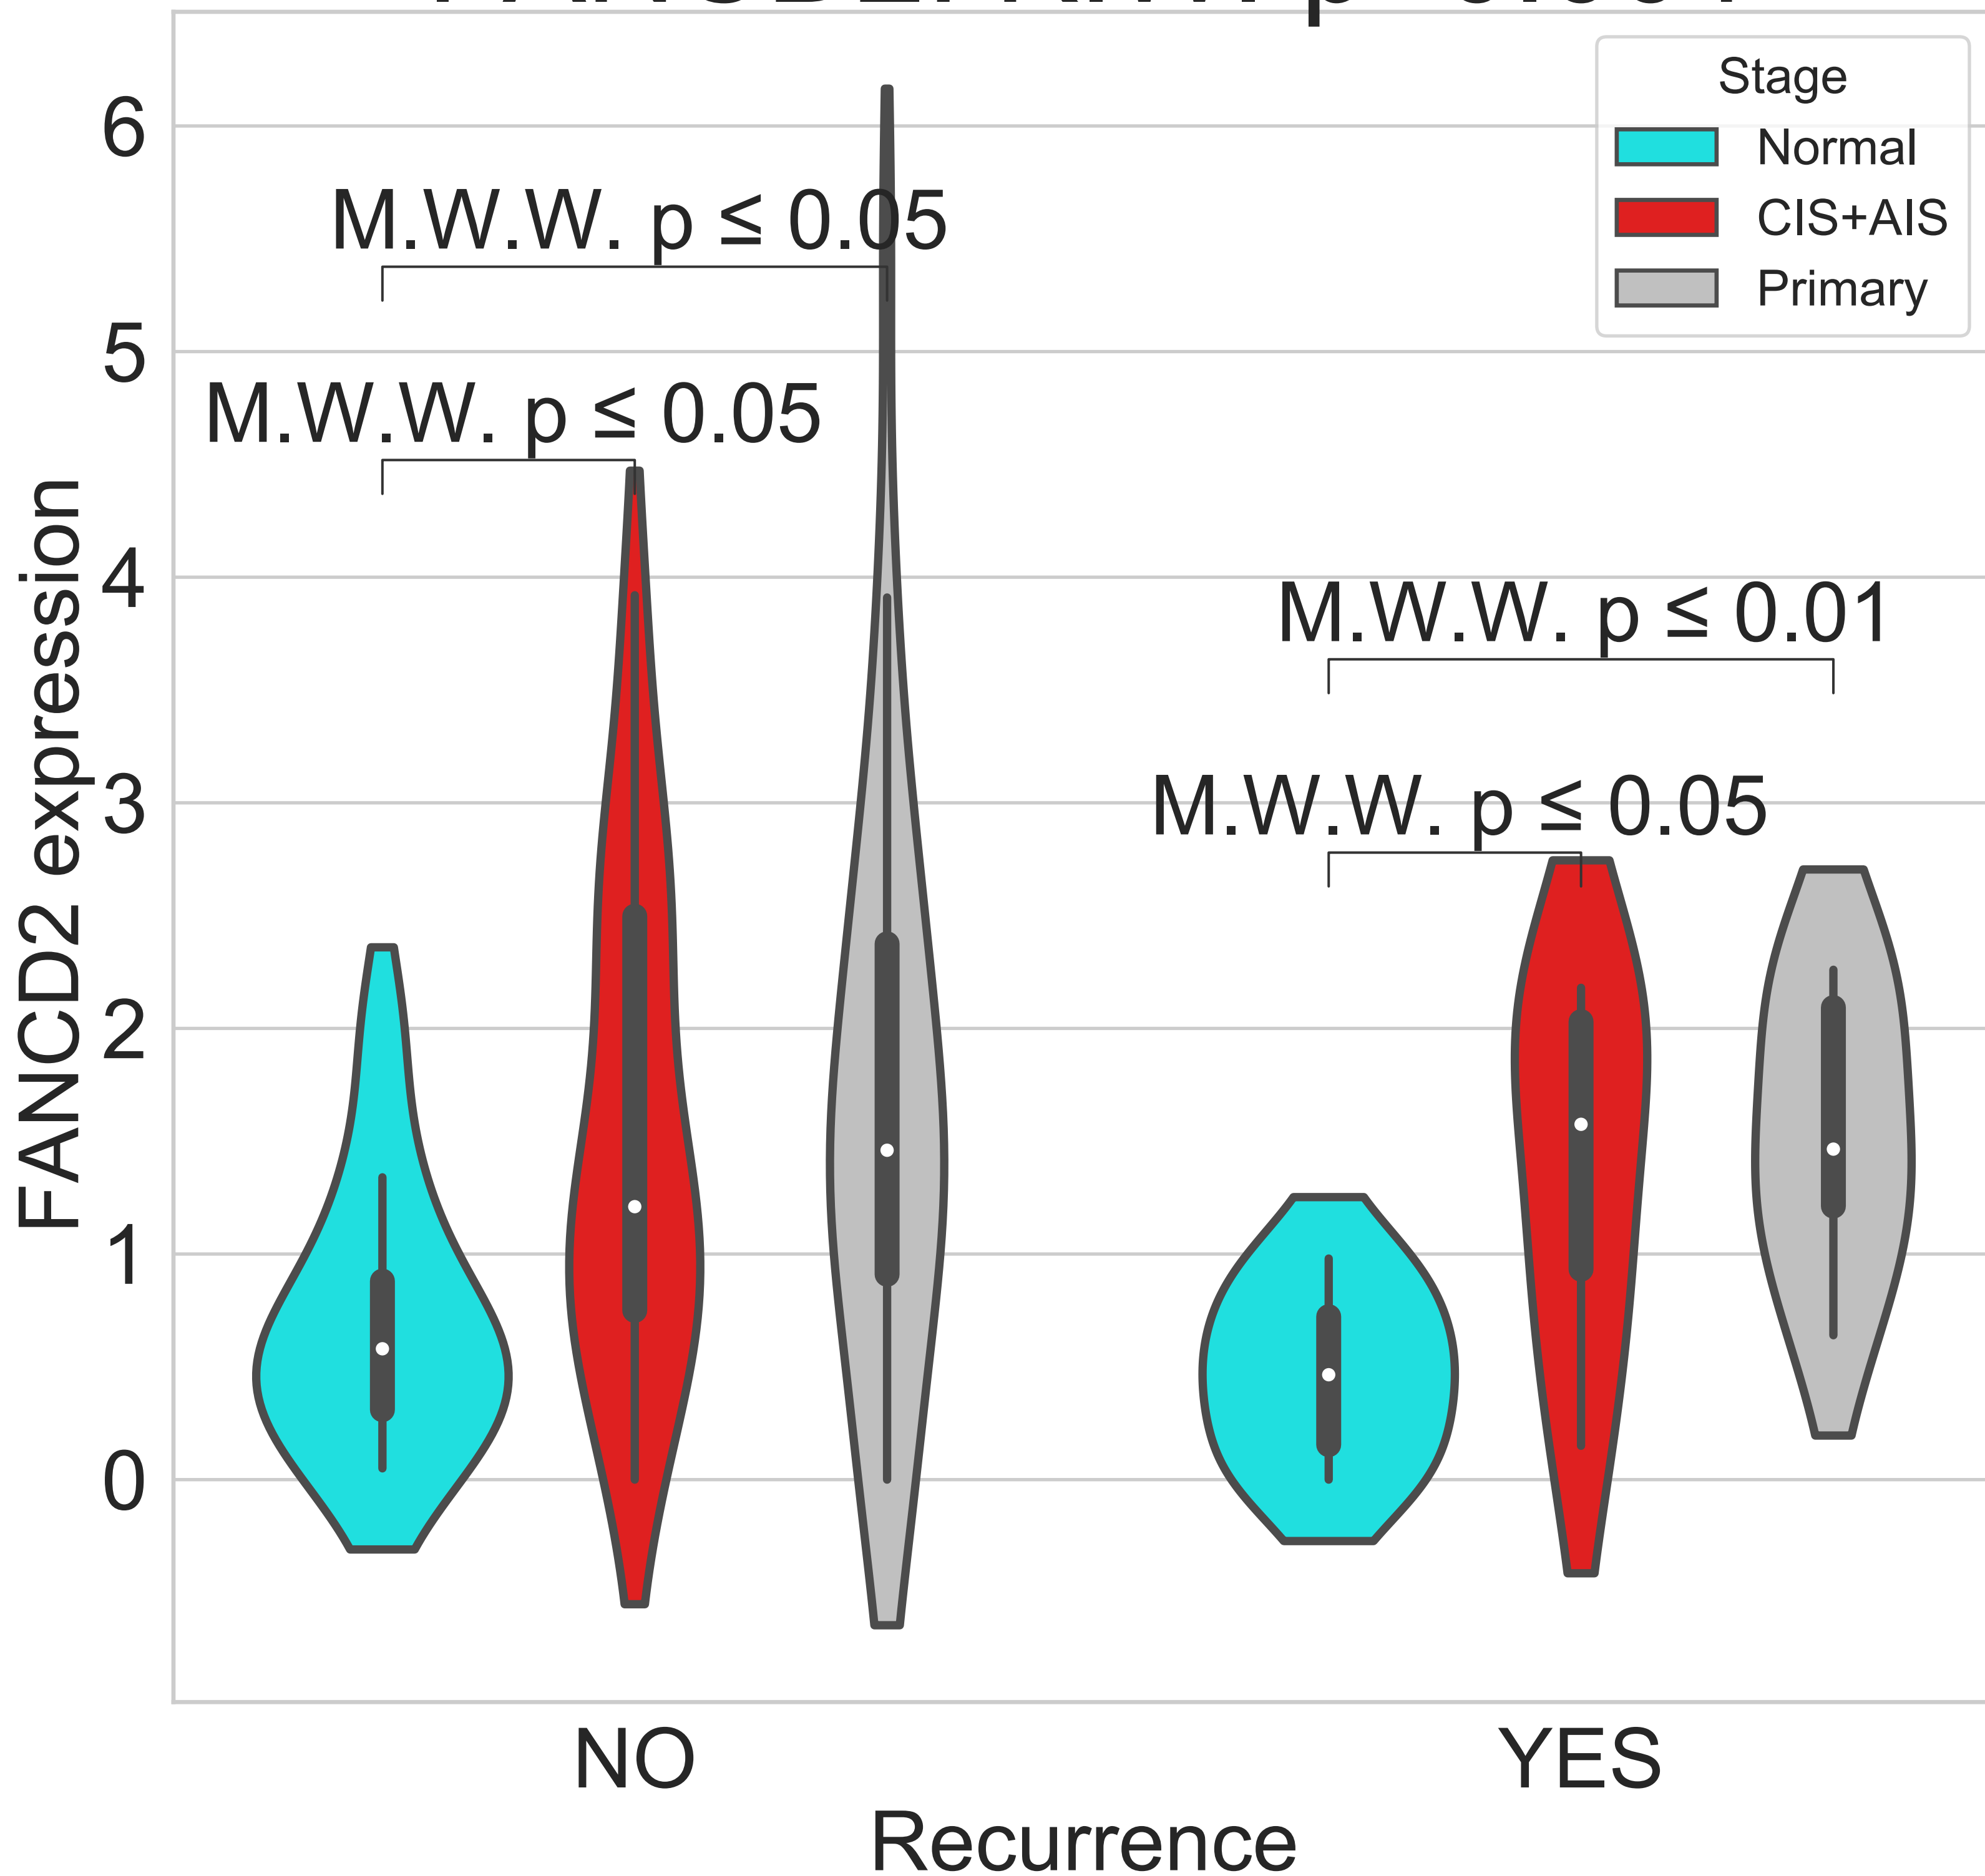 Stage
Normal
CIS+AIS
Primary
6
5
4
3
2
1
0
FANCD2 expression
M.W.W. p ≤ 0.05
M.W.W. p ≤ 0.05
M.W.W. p ≤ 0.01
M.W.W. p ≤ 0.05
NO
YES
Recurrence